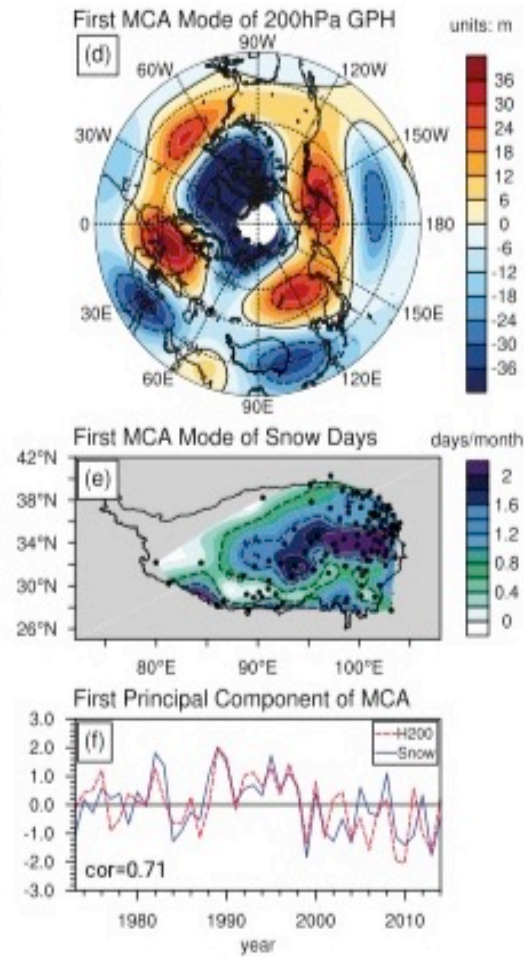 First MCA Mode of 200hPa GPH
units: m
(d)
90W
60W
120W
30W
150W
0
180
30E
150E
60E
120E
90E
36
30
24
18
12
6
0
-6
-12
-18
-24
-30
-36
First MCA Mode of Snow Days
days/month
(e)
42°N
38°N
34°N
30°N
26°N
80°E
90°E
100°E
2
1.6
1.2
0.8
0.4
0
First Principal Component of MCA
(f)
H200
Snow
3.0
2.0
1.0
0.0
-1.0
-2.0
-3.0
cor=0.71
1980
1990
2000
2010
year